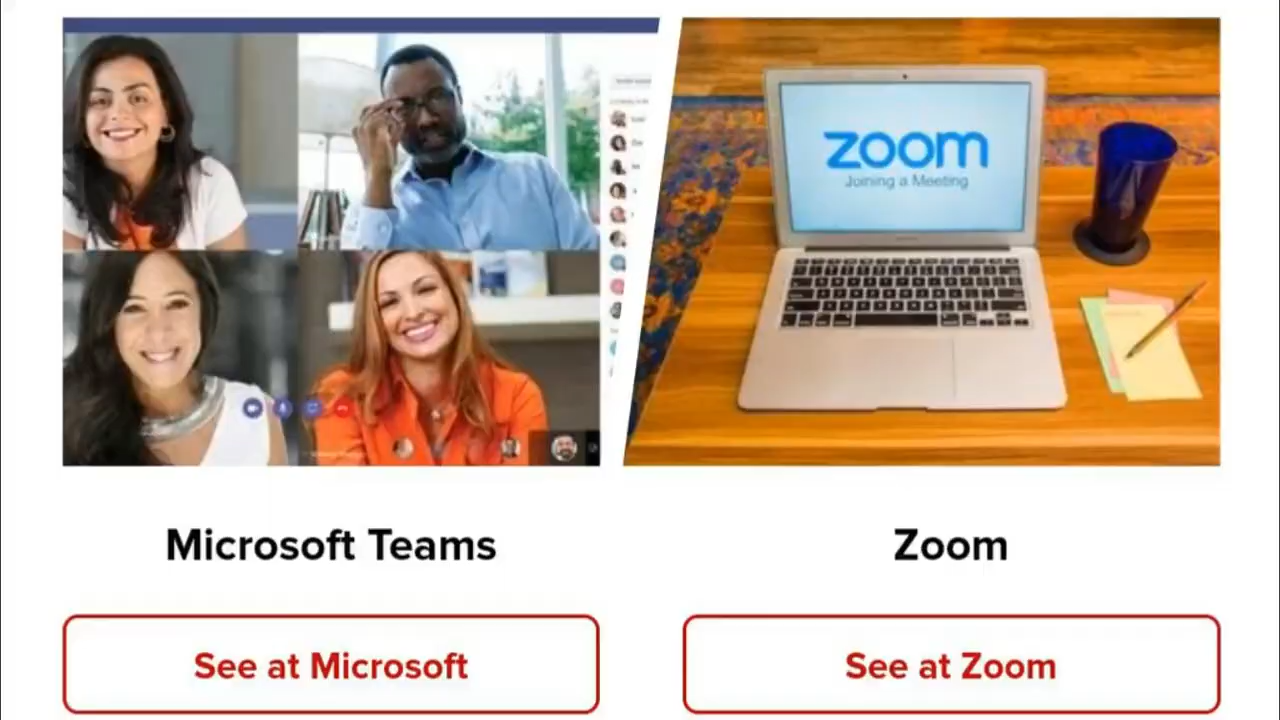 zoom
Joining a Meeting
Microsoft Teams
Zoom
See at Microsoft
See at Zoom